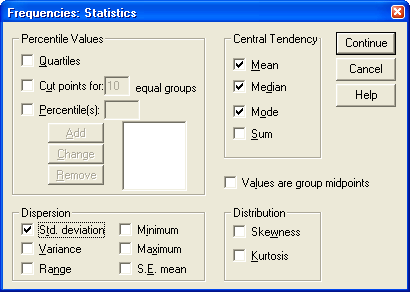 Frequencies: Statistics
Percentile Values
Quartiles
Cut points for: 10 equal groups
Percentile(s):
Add
Change
Remove
Central Tendency
Mean
Median
Mode
Sum
Continue
Cancel
Help
Values are group midpoints
Dispersion
Std. deviation
Minimum
Variance
Maximum
Range
S.E. mean
Distribution
Skewness
Kurtosis